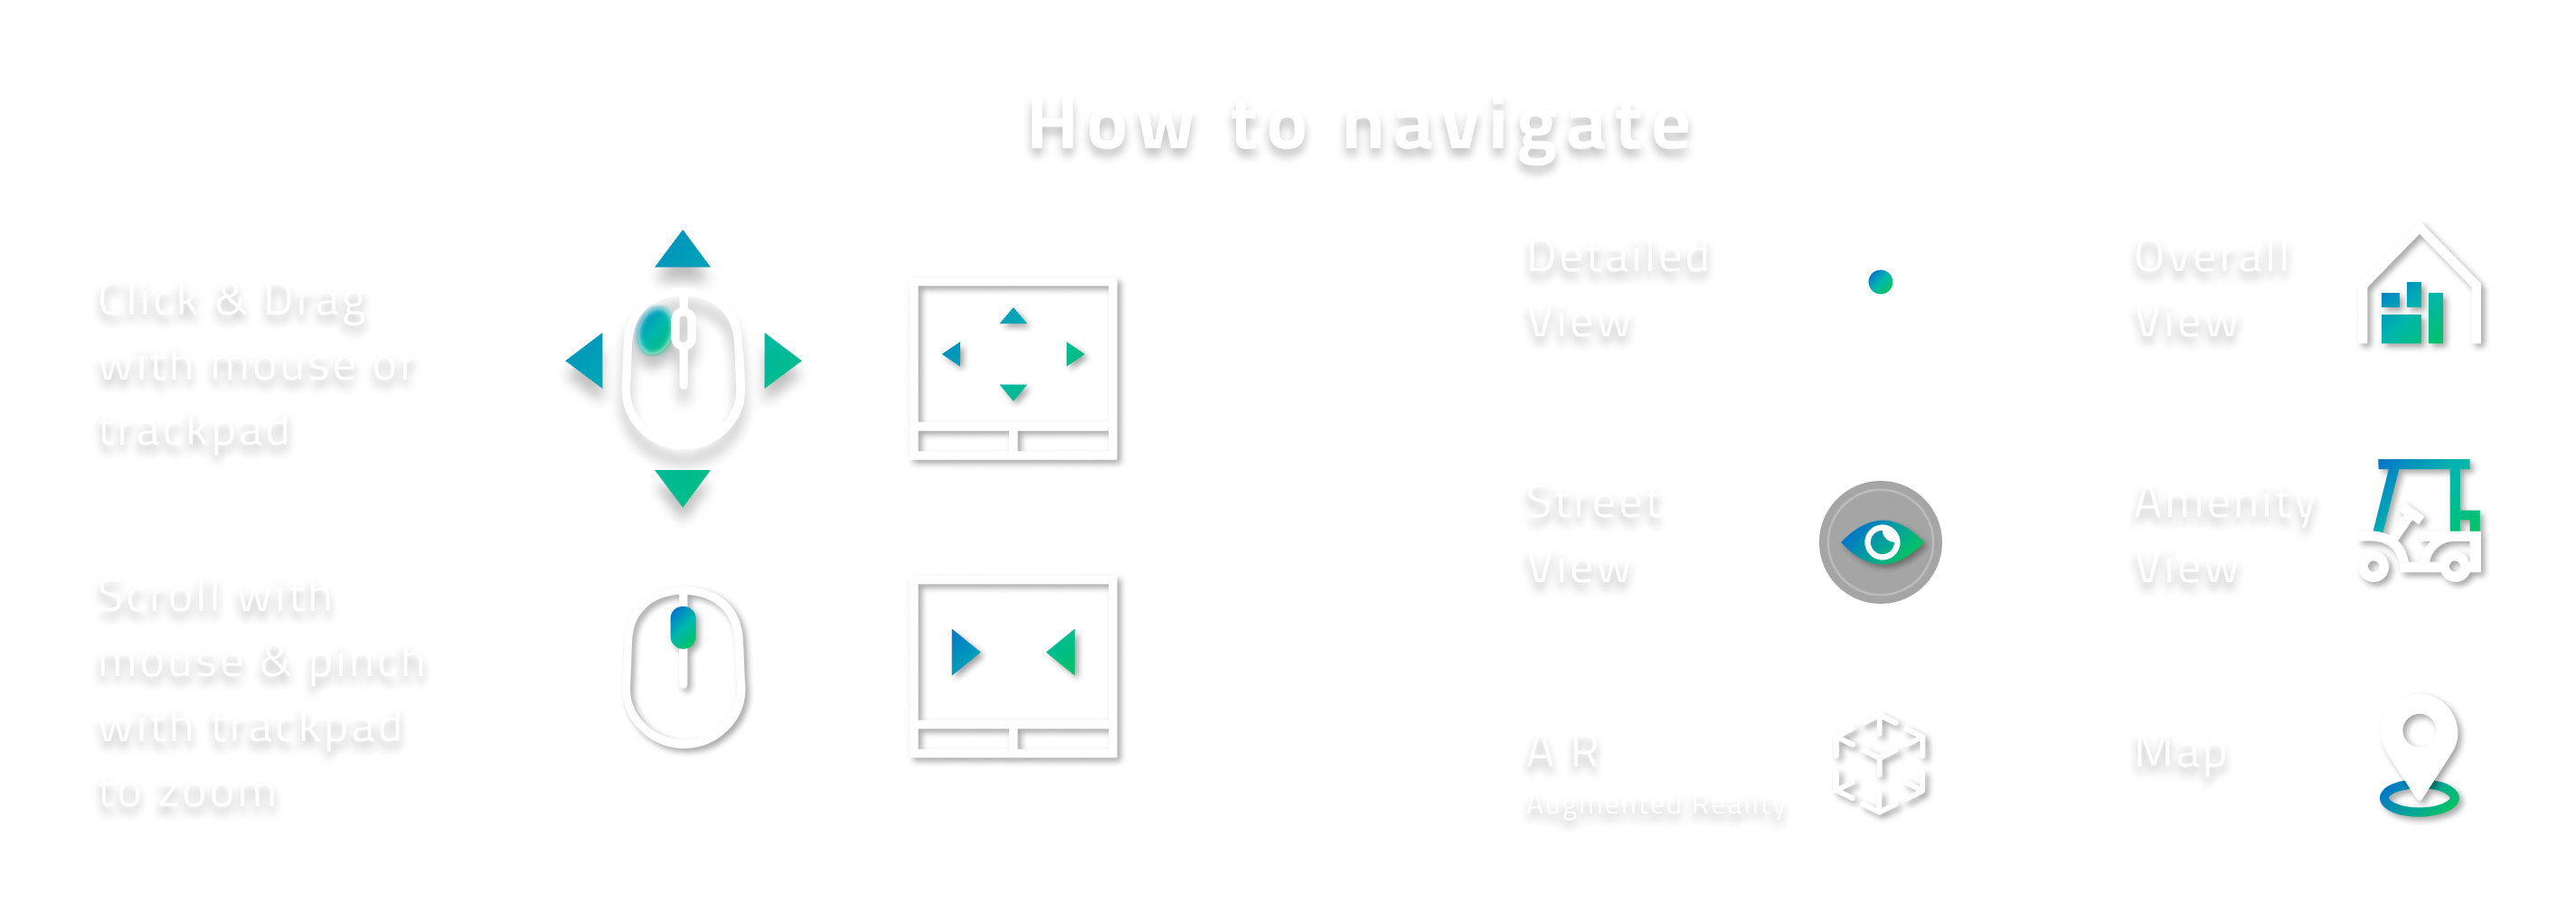 How to navigate
Click & Drag
with mouse or
trackpad
Scroll with
mouse & pinch
with trackpad
to zoom
Detailed
View
Overall
View
Street
View
Amenity
View
AR
Augmented Reality
Map